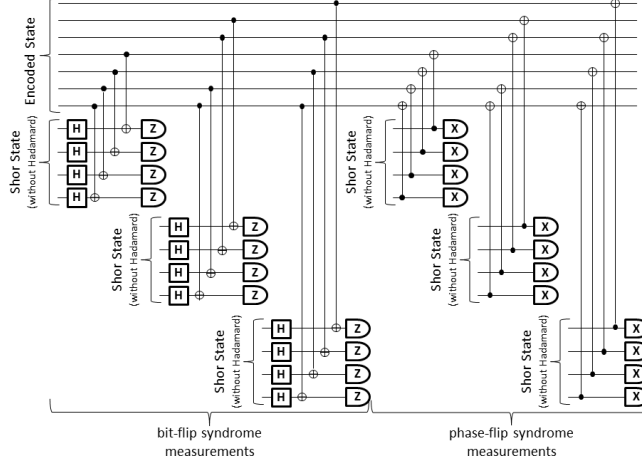 Encoded State
Shor State
(without Hadamard)
H Z
H Z
H Z
H Z
Shor State
(without Hadamard)
X
X
X
X
Shor State
(without Hadamard)
H Z
H Z
H Z
H Z
Shor State
(without Hadamard)
X
X
X
X
Shor State
(without Hadamard)
H Z
H Z
H Z
H Z
Shor State
(without Hadamard)
X
X
X
X
bit-flip syndrome
measurements
phase-flip syndrome
measurements